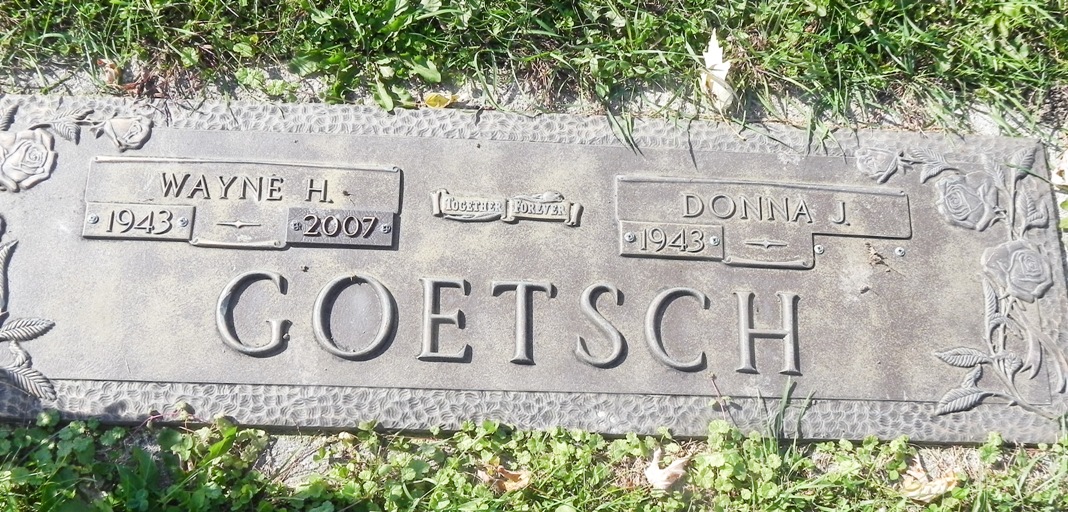 WAYNE H.
1943 2007
TOGETHER FOREVER
DONNA J.
1943
GOETSCH